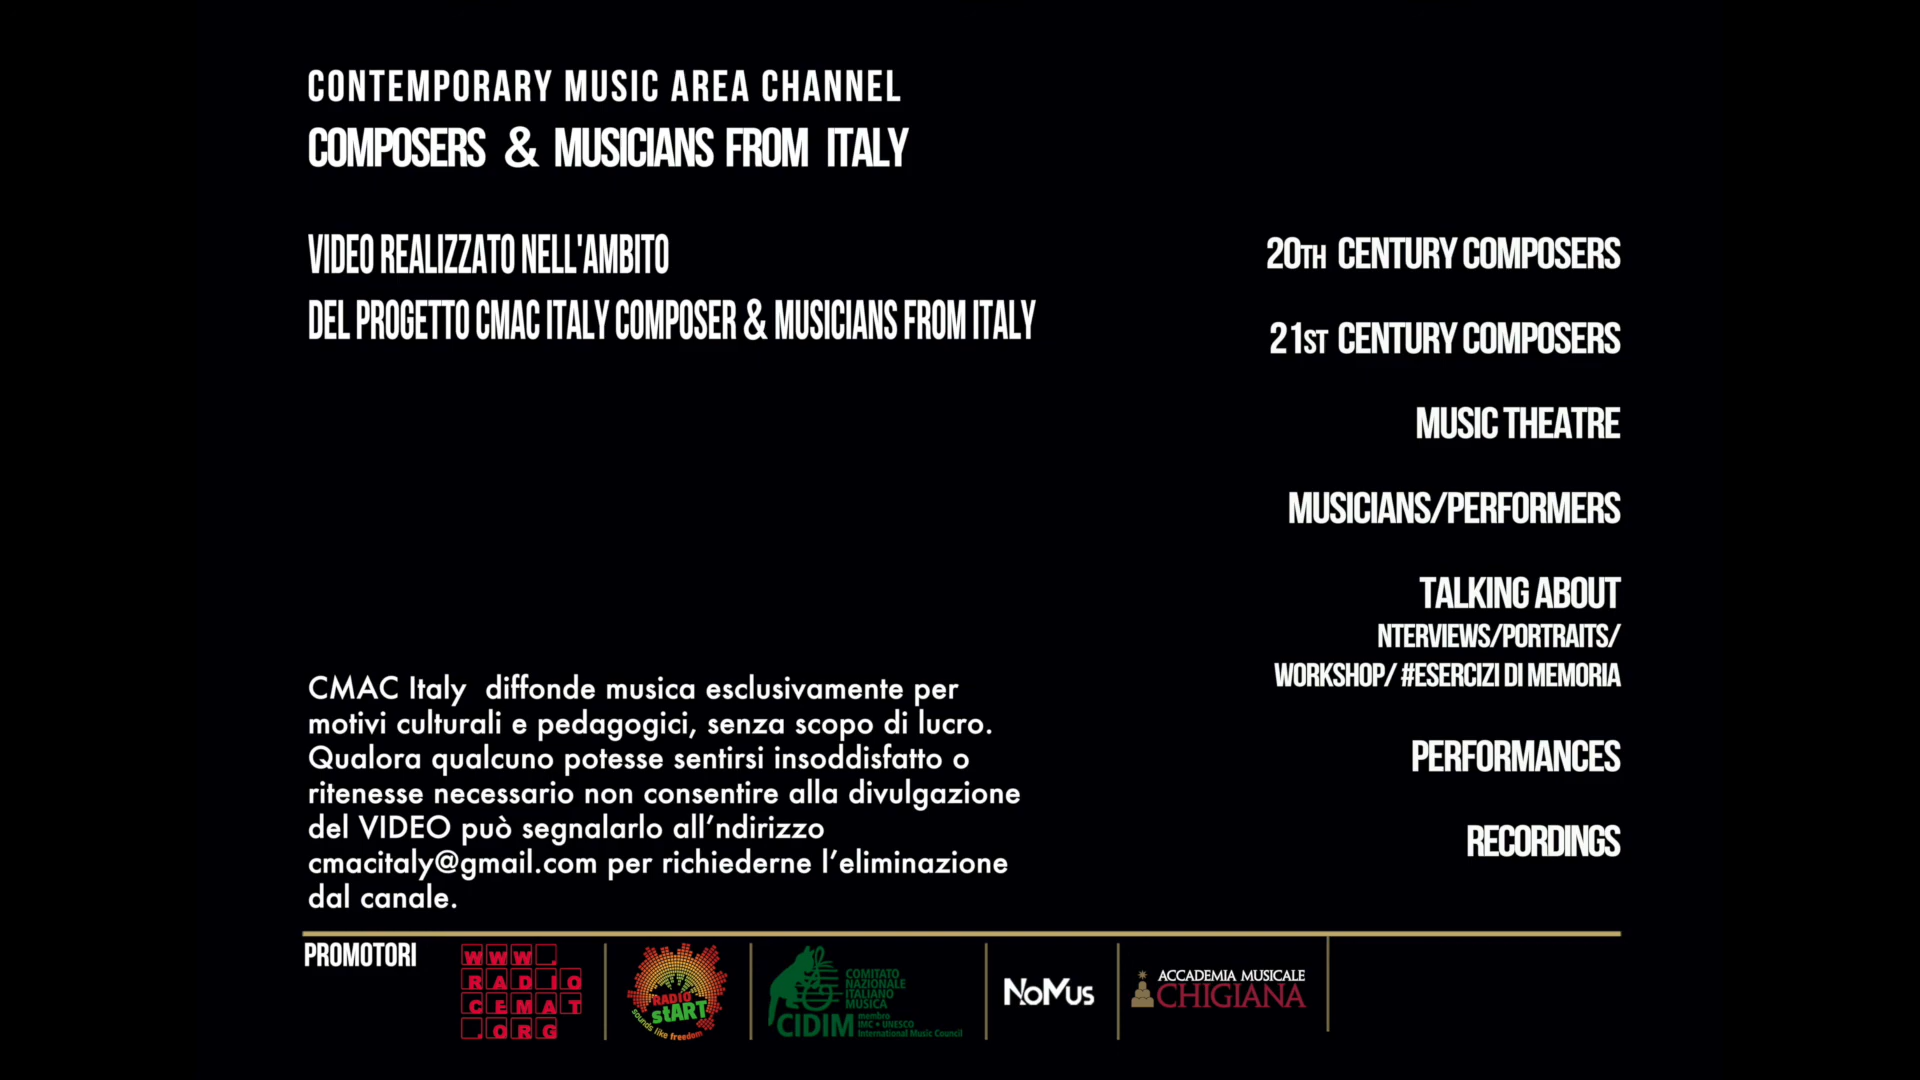 CONTEMPORARY MUSIC AREA CHANNEL
COMPOSERS & MUSICIANS FROM ITALY
VIDEO REALIZZATO NELL'AMBITO
DEL PROGETTO CMAC ITALY COMPOSER & MUSICIANS FROM ITALY
20TH CENTURY COMPOSERS
21ST CENTURY COMPOSERS
MUSIC THEATRE
MUSICIANS/PERFORMERS
TALKING ABOUT
NTERVIEWS/PORTRAITS/
WORKSHOP/ #ESERCIZI DI MEMORIA
PERFORMANCES
RECORDINGS
CMAC Italy diffonde musica esclusivamente per
motivi culturali e pedagogici, senza scopo di lucro.
Qualora qualcuno potesse sentirsi insoddisfatto o
ritenesse necessario non consentire alla divulgazione
del VIDEO può segnalarlo all’ndirizzo
cmacitaly@gmail.com per richiederne l’eliminazione
dal canale.
PROMOTORI
WWW.
RADIO
CEMAT
.ORG
RADIO
stART
sounds like freedom
COMITATO
NAZIONALE
ITALIANO
MUSICA
CIDIM
membro
IMC • UNESCO
International Music Council
NoMus
ACCADEMIA MUSICALE
CHIGIANA